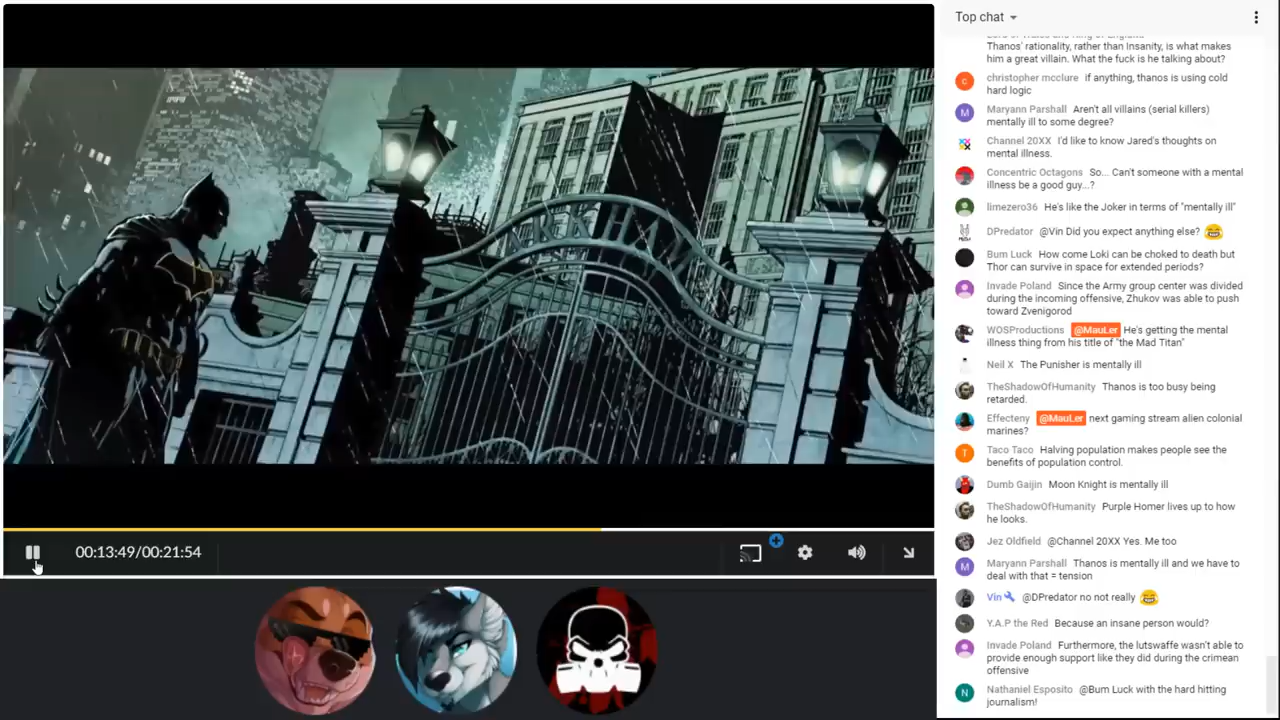 Top chat
Thanos' rationality, rather than Insanity, is what makes
him a great villain. What the fuck is he talking about?
christopher mcclure if anything, thanos is using cold
hard logic
Maryann Parshall Aren't all villains (serial killers)
mentally ill to some degree?
Channel 20XX I'd like to know Jared's thoughts on
mental illness.
Concentric Octagons So... Can't someone with a mental
illness be a good guy...?
limezero36 He's like the Joker in terms of "mentally ill"
DPredator @Vin Did you expect anything else?
Bum Luck How come Loki can be choked to death but
Thor can survive in space for extended periods?
Invade Poland Since the Army group center was divided
during the incoming offensive, Zhukov was able to push
toward Zvenigorod
WOSProductions @MauLer He's getting the mental
illness thing from his title of "the Mad Titan"
Neil X The Punisher is mentally ill
TheShadowOfHumanity Thanos is too busy being
retarded.
Effecteny @MauLer next gaming stream alien colonial
marines?
Taco Taco Halving population makes people see the
benefits of population control.
Dumb Gaijin Moon Knight is mentally ill
TheShadowOfHumanity Purple Homer lives up to how
he looks.
Jez Oldfield @Channel 20XX Yes. Me too
Maryann Parshall Thanos is mentally ill and we have to
deal with that = tension
Vin @DPredator no not really
Y.A.P the Red Because an insane person would?
Invade Poland Furthermore, the lutswaffe wasn't able to
provide enough support like they did during the crimean
offensive
Nathaniel Esposito @Bum Luck with the hard hitting
journalism!
ARKHAM
00:13:49/00:21:54